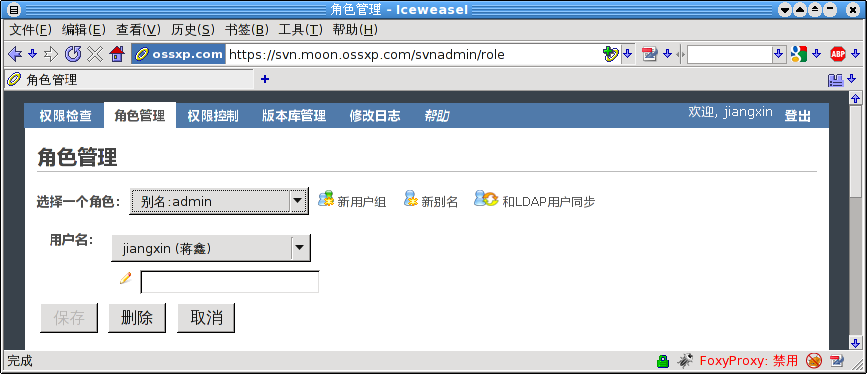 角色管理 - Iceweasel
文件(F) 编辑(E) 查看(V) 历史(S) 书签(B) 工具(T) 帮助(H)
ossxp.com https://svn.moon.ossxp.com/svnadmin/role ABP
角色管理
权限检查 角色管理 权限控制 版本库管理 修改日志 帮助 欢迎, jiangxin 登出
角色管理
选择一个角色: 别名:admin 新用户组 新别名 和LDAP用户同步
用户名: jiangxin (蒋鑫)
保存 删除 取消
完成 FoxyProxy: 禁用